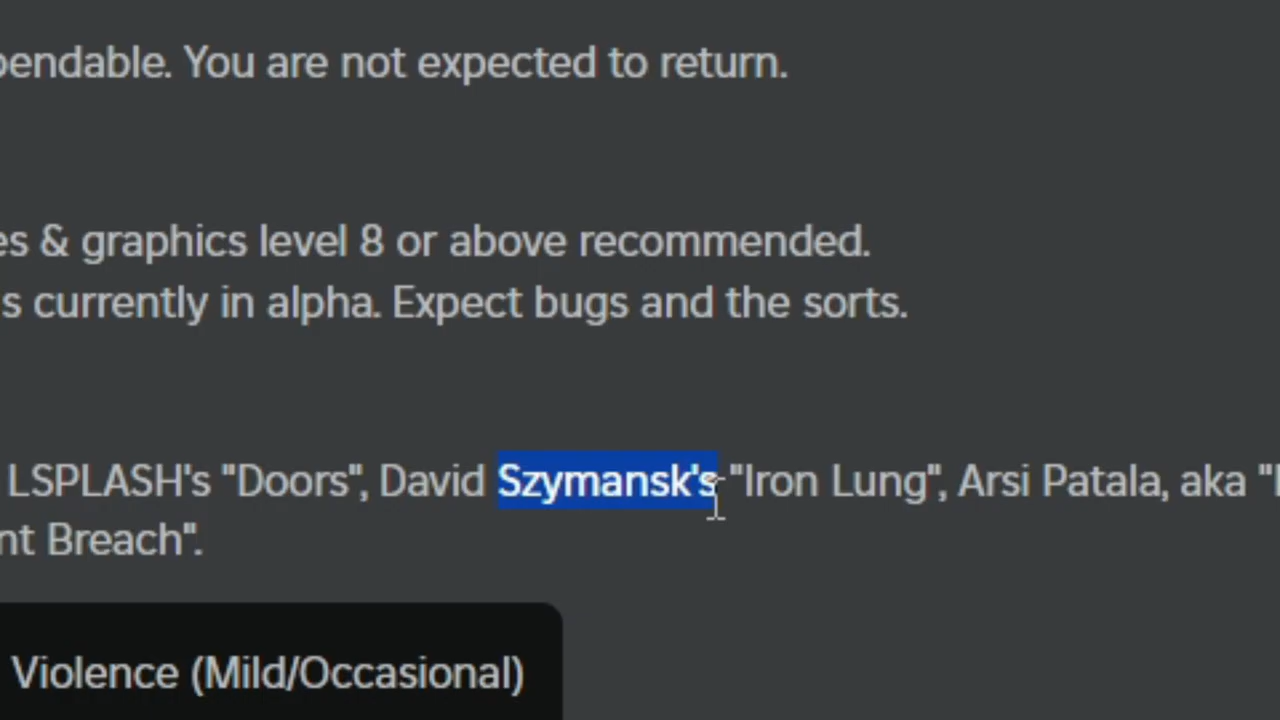 pendable. You are not expected to return.
es & graphics level 8 or above recommended.
s currently in alpha. Expect bugs and the sorts.
LSPLASH's "Doors", David Szymansk's "Iron Lung", Arsi Patala, aka "
nt Breach".
Violence (Mild/Occasional)